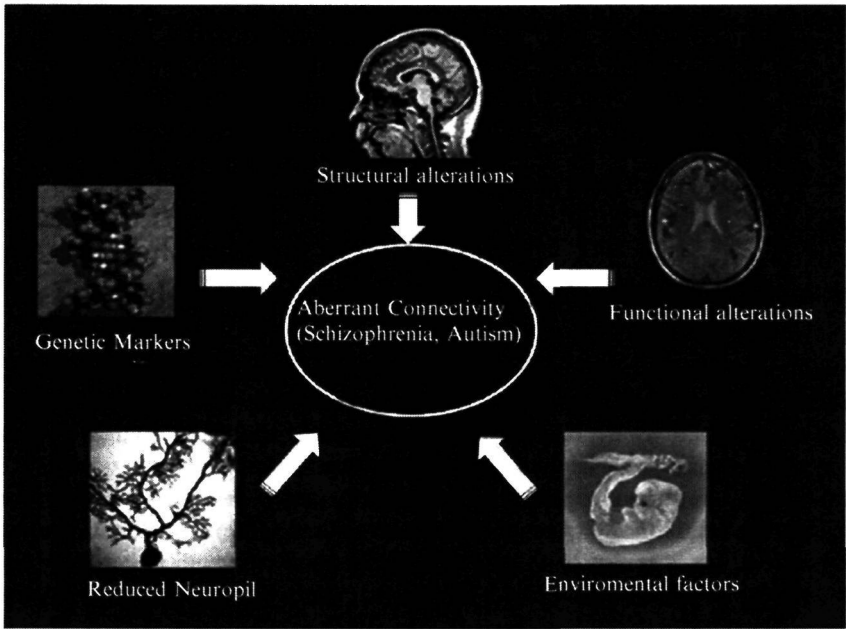 Structural alterations
Aberrant Connectivity
(Schizophrenia, Autism)
Functional alterations
Genetic Markers
Reduced Neuropil
Enviromental factors